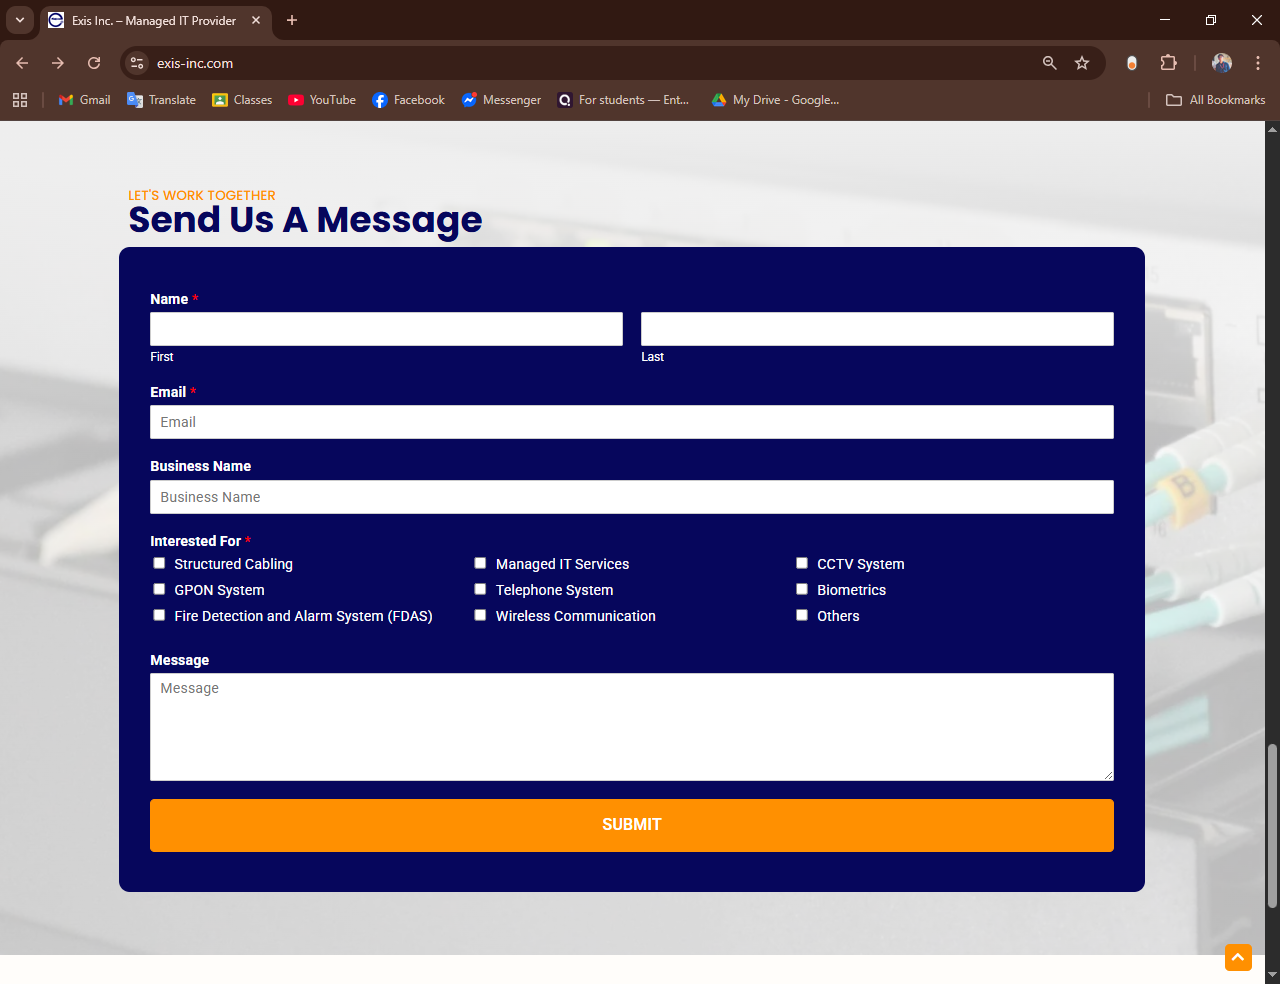 Exis Inc. – Managed IT Provider
exis-inc.com
Gmail
Translate
Classes
YouTube
Facebook
Messenger
For students — Ent...
My Drive - Google...
All Bookmarks
LET'S WORK TOGETHER
Send Us A Message
Name *
First
Last
Email *
Email
Business Name
Business Name
Interested For *
Structured Cabling
Managed IT Services
CCTV System
GPON System
Telephone System
Biometrics
Fire Detection and Alarm System (FDAS)
Wireless Communication
Others
Message
Message
SUBMIT